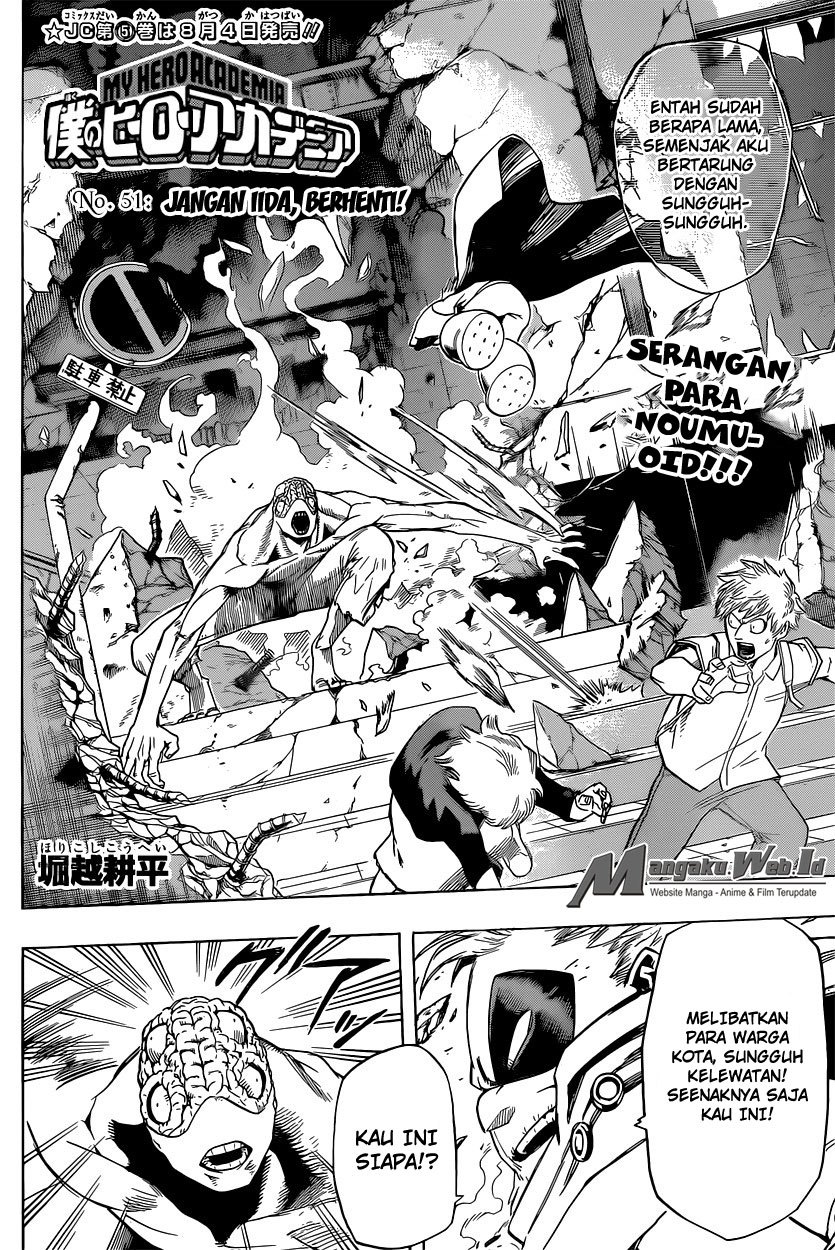 コミックスだい かん がつ か はつばい
☆JC第⑤巻は8月4日発売!!
MY HERO ACADEMIA
僕のヒーローアカデミア
No. 51: JANGAN IIDA, BERHENTI!
ENTAH SUDAH
BERAPA LAMA,
SEMENJAK AKU
BERTARUNG
DENGAN
SUNGGUH-
SUNGGUH.
SERANGAN
PARA
NOUMU-
OID!!!
駐車禁止
ほりこしこうへい
堀越耕平
Mangaku.Web.Id
Website Manga - Anime & Film Terupdate
グアッ
MELIBATKAN
PARA WARGA
KOTA, SUNGGUH
KELEWATAN!
SEENAKNYA SAJA
KAU INI!
KAU INI
SIAPA!?